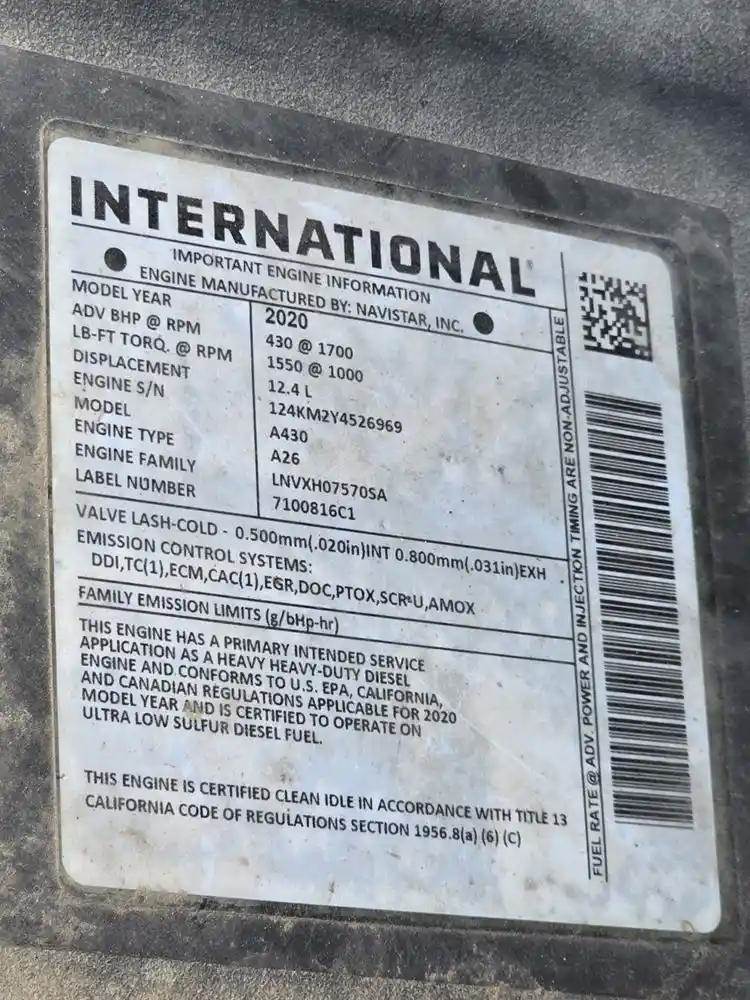 INTERNATIONAL
IMPORTANT ENGINE INFORMATION
ENGINE MANUFACTURED BY: NAVISTAR, INC.
MODEL YEAR 2020
ADV BHP @ RPM 430 @ 1700
LB-FT TORQ. @ RPM 1550 @ 1000
DISPLACEMENT 12.4 L
ENGINE S/N 124KM2Y4526969
MODEL A430
ENGINE TYPE A26
ENGINE FAMILY LNVXH07570SA
LABEL NUMBER 7100816C1
VALVE LASH-COLD - 0.500mm(.020in)INT 0.800mm(.031in)EXH .
EMISSION CONTROL SYSTEMS:
DDI,TC(1),ECM,CAC(1),EGR,DOC,PTOX,SCR-U,AMOX
FAMILY EMISSION LIMITS (g/bHp-hr)
THIS ENGINE HAS A PRIMARY INTENDED SERVICE
APPLICATION AS A HEAVY HEAVY-DUTY DIESEL
ENGINE AND CONFORMS TO U.S. EPA, CALIFORNIA,
AND CANADIAN REGULATIONS APPLICABLE FOR 2020
MODEL YEAR AND IS CERTIFIED TO OPERATE ON
ULTRA LOW SULFUR DIESEL FUEL.
THIS ENGINE IS CERTIFIED CLEAN IDLE IN ACCORDANCE WITH TITLE 13
CALIFORNIA CODE OF REGULATIONS SECTION 1956.8(a) (6) (C)
FUEL RATE @ ADV. POWER AND INJECTION TIMING ARE NON-ADJUSTABLE